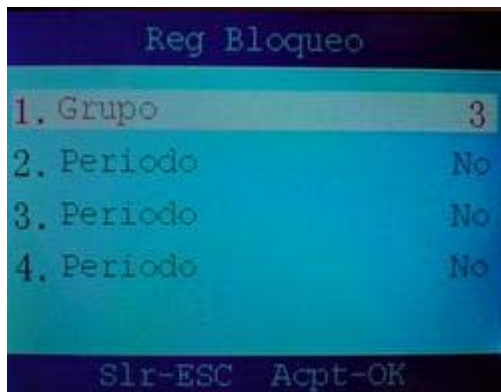 Reg Bloqueo
1. Grupo 3
2. Periodo No
3. Periodo No
4. Periodo No
Slr-ESC Acpt-OK